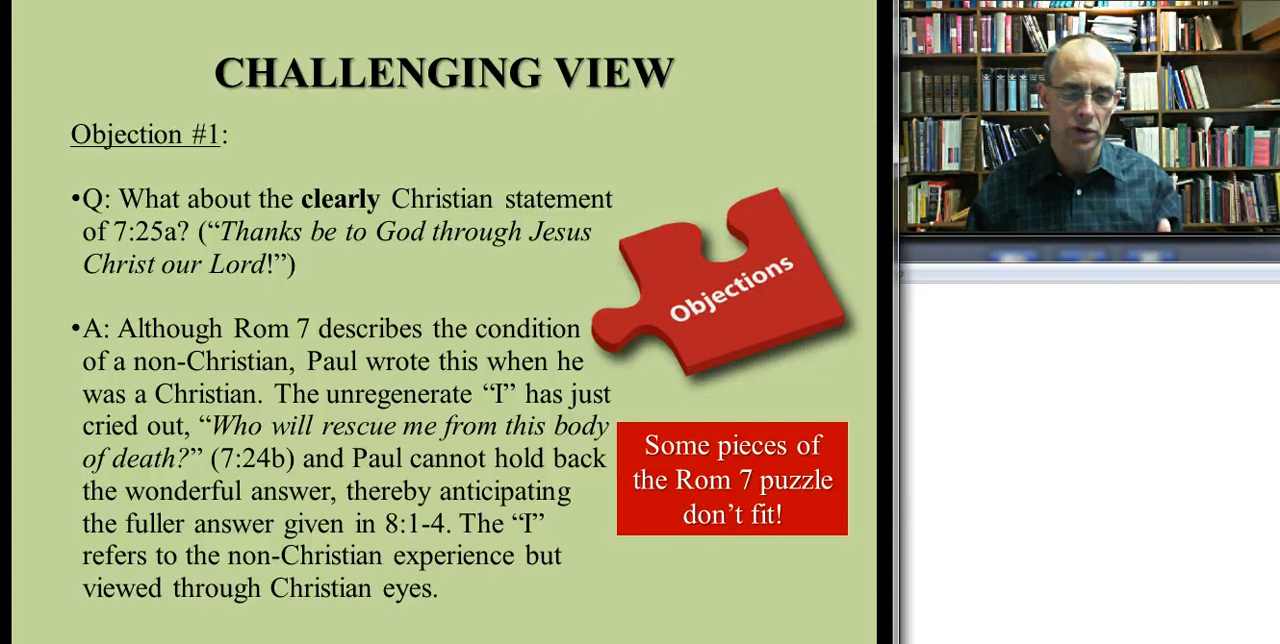 CHALLENGING VIEW
Objection #1:
•Q: What about the clearly Christian statement
of 7:25a? (“Thanks be to God through Jesus
Christ our Lord!”)
•A: Although Rom 7 describes the condition
of a non-Christian, Paul wrote this when he
was a Christian. The unregenerate “I” has just
cried out, “Who will rescue me from this body
of death?” (7:24b) and Paul cannot hold back
the wonderful answer, thereby anticipating
the fuller answer given in 8:1-4. The “I”
refers to the non-Christian experience but
viewed through Christian eyes.
Objections
Some pieces of
the Rom 7 puzzle
don’t fit!